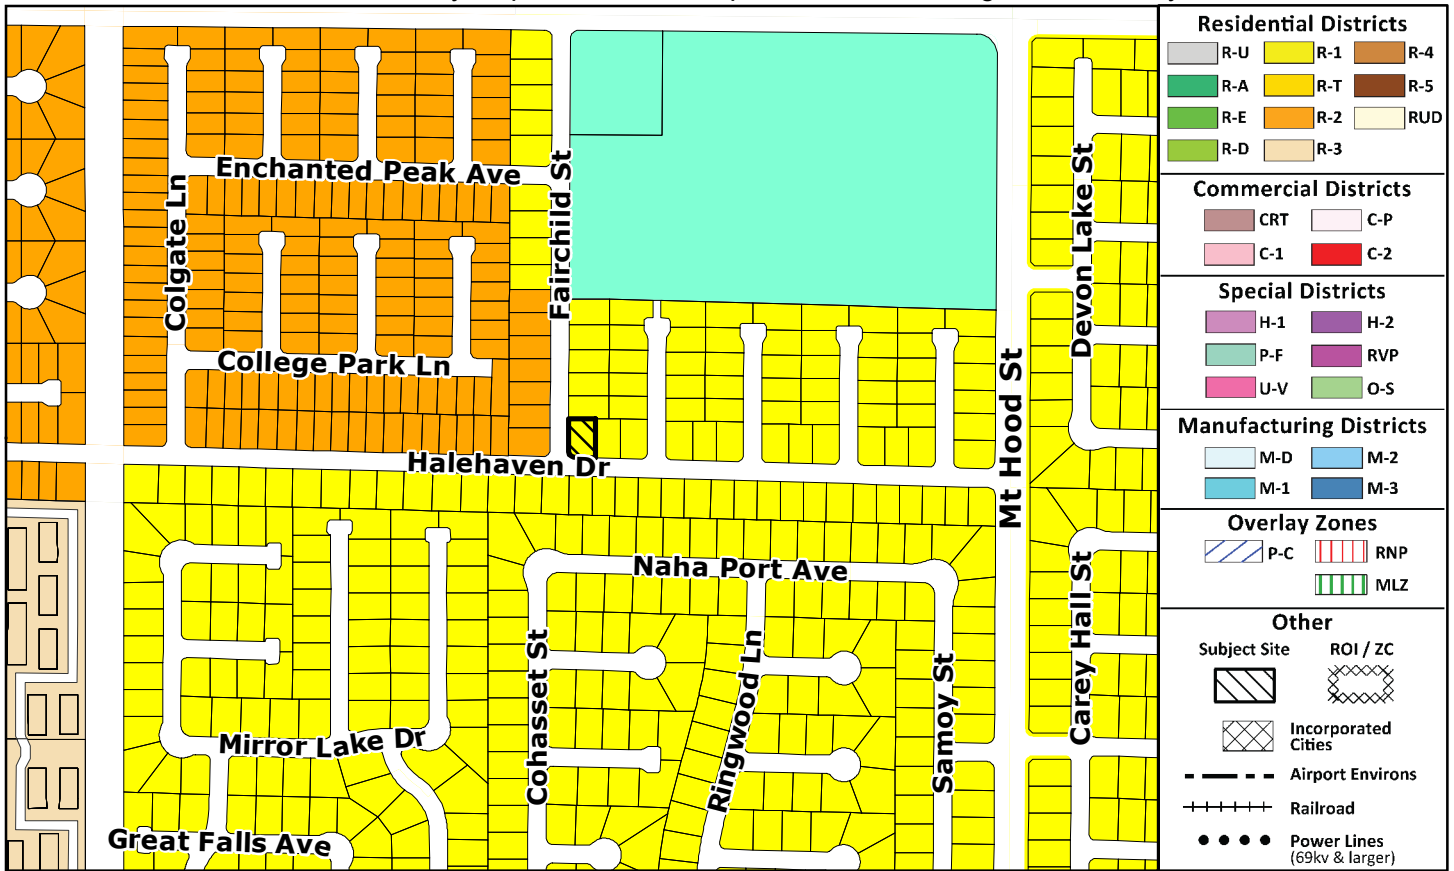 Enchanted Peak Ave
Colgate Ln
Fairchild St
Devon Lake St
College Park Ln
Mt Hood St
Halehaven Dr
Naha Port Ave
Carey Hall St
Cohasset St
Ringwood Ln
Samoy St
Mirror Lake Dr
Great Falls Ave
Residential Districts
R-U R-1 R-4
R-A R-T R-5
R-E R-2 RUD
R-D R-3
Commercial Districts
CRT C-P
C-1 C-2
Special Districts
H-1 H-2
P-F RVP
U-V O-S
Manufacturing Districts
M-D M-2
M-1 M-3
Overlay Zones
P-C RNP
MLZ
Other
Subject Site ROI / ZC
Incorporated
Cities
Airport Environs
Railroad
Power Lines
(69kv & larger)